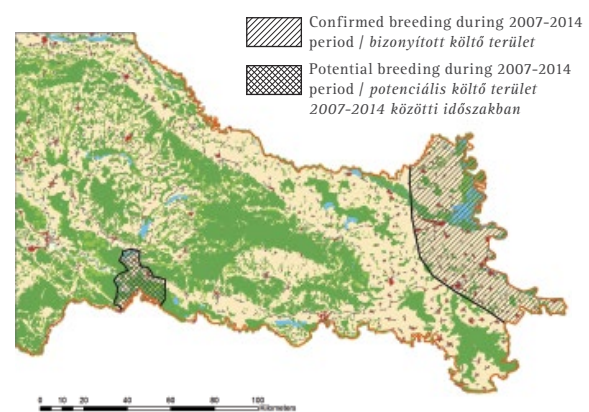 Confirmed breeding during 2007-2014
period / bizonyított költő terület
Potential breeding during 2007-2014
period / potenciális költő terület
2007-2014 közötti időszakban
0 10 20 40 60 80 100
Kilometers